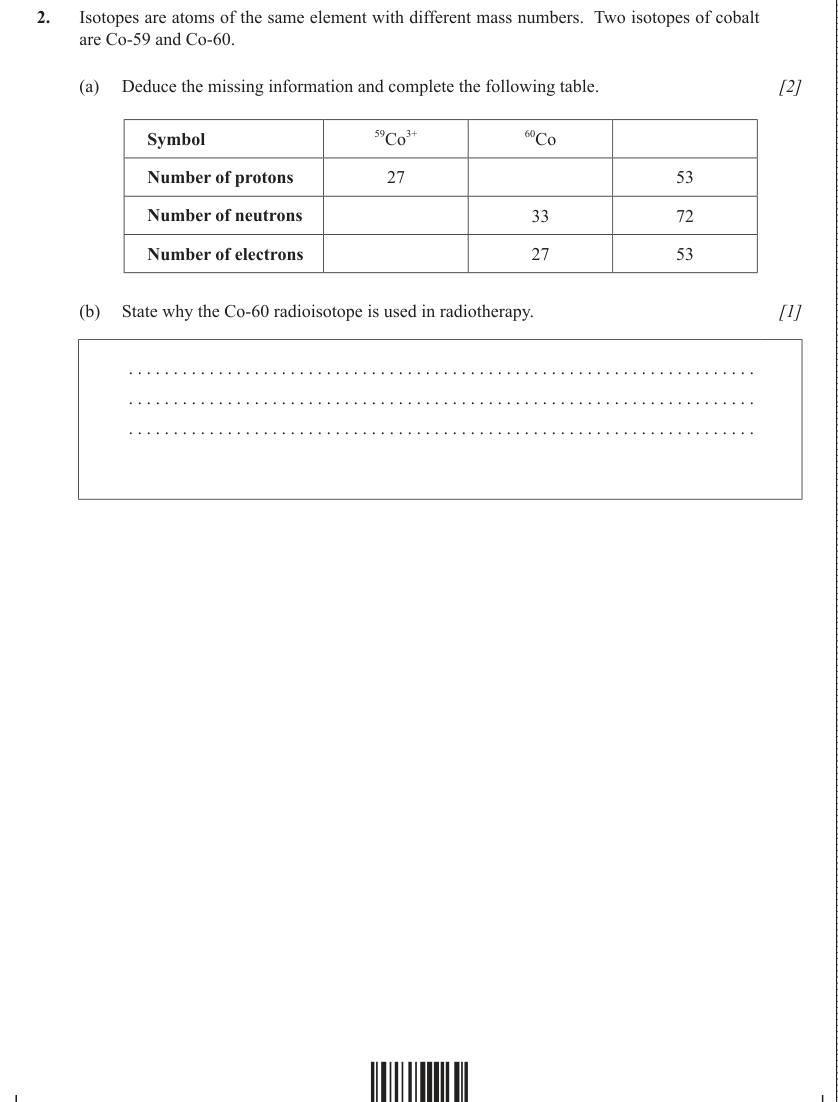 2. Isotopes are atoms of the same element with different mass numbers. Two isotopes of cobalt
are Co-59 and Co-60.
(a) Deduce the missing information and complete the following table. [2]
Symbol ⁵⁹Co³⁺ ⁶⁰Co
Number of protons 27 53
Number of neutrons 33 72
Number of electrons 27 53
(b) State why the Co-60 radioisotope is used in radiotherapy. [1]